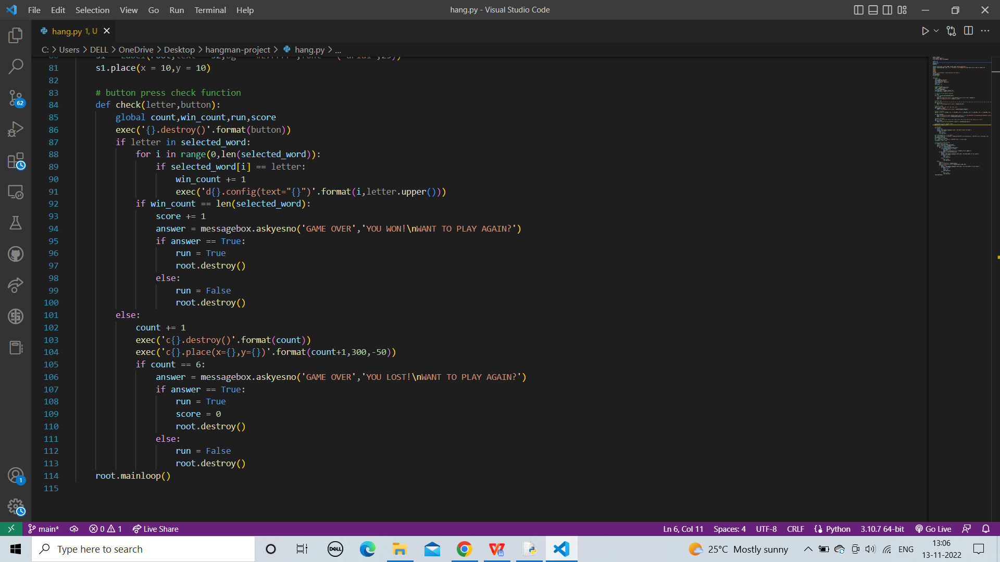 File Edit Selection View Go Run Terminal Help
hang.py - Visual Studio Code
hang.py 1, U
C: > Users > DELL > OneDrive > Desktop > hangman-project > hang.py > ...
81 s1.place(x = 10,y = 10)
82
83 # button press check function
84 def check(letter,button):
85 global count,win_count,run,score
86 exec('{}.destroy()'.format(button))
87 if letter in selected_word:
88 for i in range(0,len(selected_word)):
89 if selected_word[i] == letter:
90 win_count += 1
91 exec('d{}.config(text="{}")'.format(i,letter.upper()))
92 if win_count == len(selected_word):
93 score += 1
94 answer = messagebox.askyesno('GAME OVER','YOU WON!\nWANT TO PLAY AGAIN?')
95 if answer == True:
96 run = True
97 root.destroy()
98 else:
99 run = False
100 root.destroy()
101 else:
102 count += 1
103 exec('c{}.destroy()'.format(count))
104 exec('c{}.place(x={},y={})'.format(count+1,300,-50))
105 if count == 6:
106 answer = messagebox.askyesno('GAME OVER','YOU LOST!\nWANT TO PLAY AGAIN?')
107 if answer == True:
108 run = True
109 score = 0
110 root.destroy()
111 else:
112 run = False
113 root.destroy()
114 root.mainloop()
115
62
1
main* 0 1 Live Share
Ln 6, Col 11 Spaces: 4 UTF-8 CRLF Python 3.10.7 64-bit Go Live
Type here to search
DELL
25°C Mostly sunny
ENG
13:06
13-11-2022